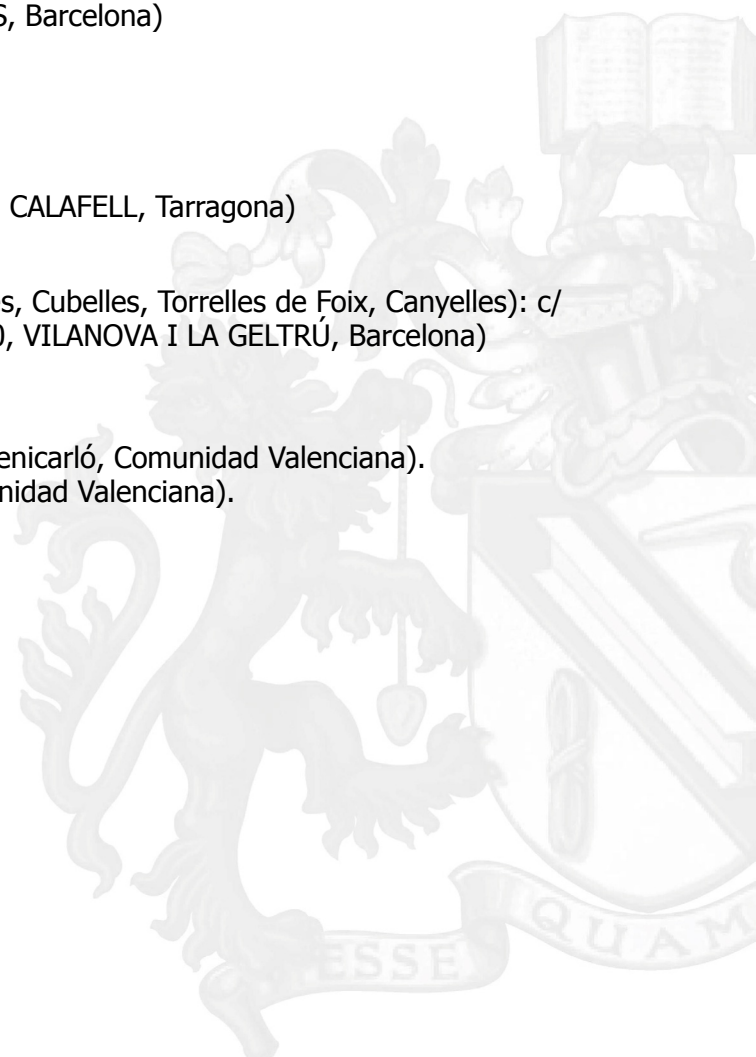 S, Barcelona)
CALAFELL, Tarragona)
s, Cubelles, Torrelles de Foix, Canyelles): c/
0, VILANOVA I LA GELTRÚ, Barcelona)
enicarló, Comunidad Valenciana).
nidad Valenciana).
ESSE QUAM